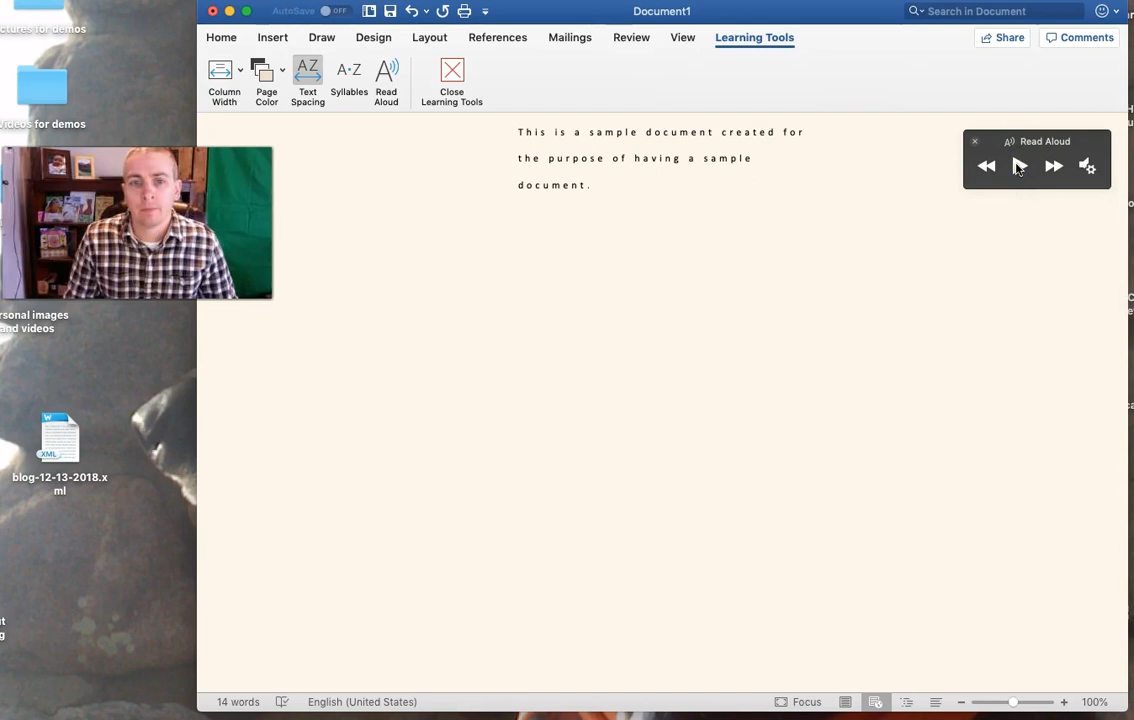 AutoSave OFF
Document1
Search in Document
Home Insert Draw Design Layout References Mailings Review View Learning Tools
Share Comments
Column Width
Page Color
AZ
Text Spacing
A·Z
Syllables
Read Aloud
Close Learning Tools
This is a sample document created for
the purpose of having a sample
document.
Read Aloud
ctures for demos
Videos for demos
rsonal images
and videos
W
XML
blog-12-13-2018.x
ml
14 words
English (United States)
Focus
100%